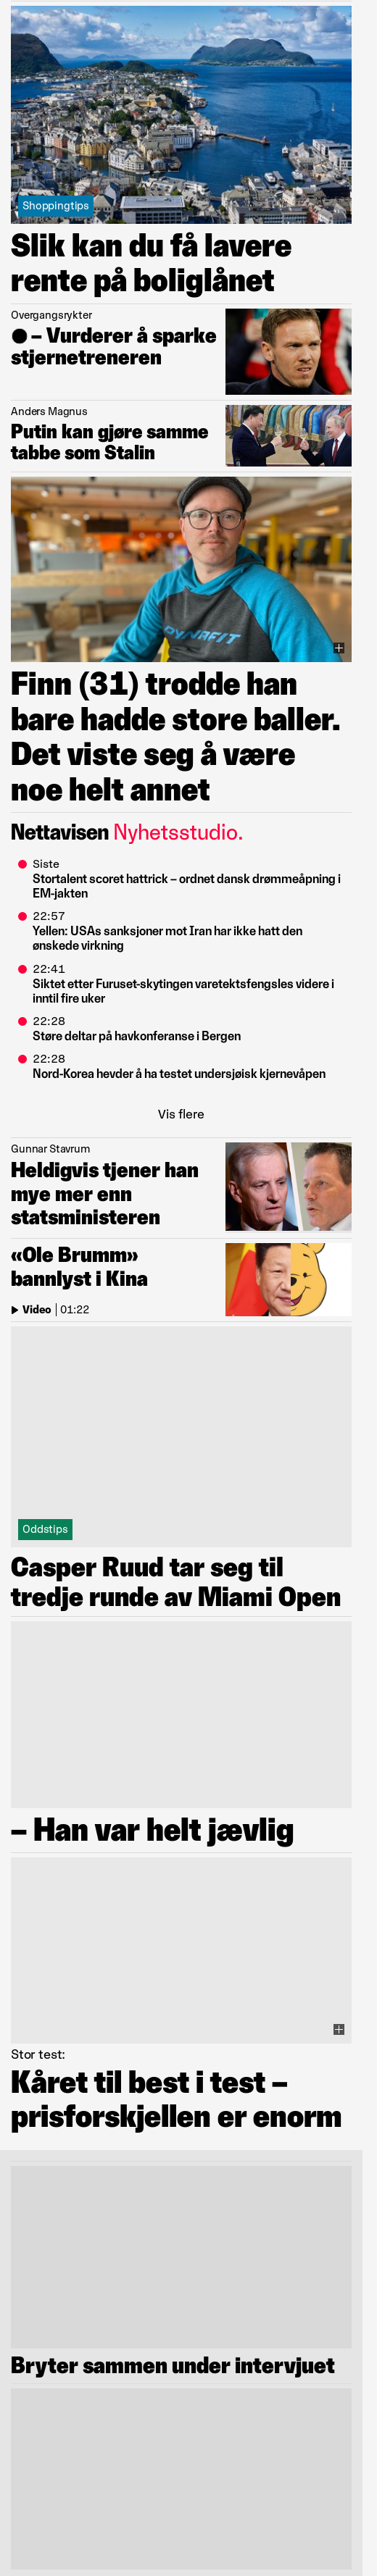 Shoppingtips
Slik kan du få lavere
rente på boliglånet
Overgangsrykter
● – Vurderer å sparke
stjernetreneren
Anders Magnus
Putin kan gjøre samme
tabbe som Stalin
DYNAFIT
Finn (31) trodde han
bare hadde store baller.
Det viste seg å være
noe helt annet
Nettavisen Nyhetsstudio.
Siste
Stortalent scoret hattrick – ordnet dansk drømmeåpning i
EM-jakten
22:57
Yellen: USAs sanksjoner mot Iran har ikke hatt den
ønskede virkning
22:41
Siktet etter Furuset-skytingen varetektsfengsles videre i
inntil fire uker
22:28
Støre deltar på havkonferanse i Bergen
22:28
Nord-Korea hevder å ha testet undersjøisk kjernevåpen
Vis flere
Gunnar Stavrum
Heldigvis tjener han
mye mer enn
statsministeren
«Ole Brumm»
bannlyst i Kina
Video | 01:22
Oddstips
Casper Ruud tar seg til
tredje runde av Miami Open
– Han var helt jævlig
Stor test:
Kåret til best i test –
prisforskjellen er enorm
Bryter sammen under intervjuet